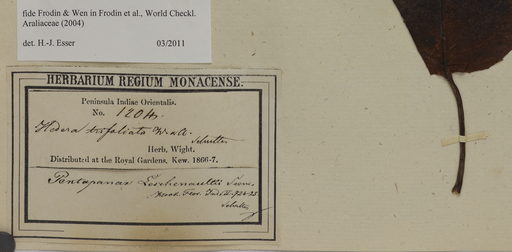 fide Frodin & Wen in Frodin et al., World Checkl.
Araliaceae (2004)
det. H.-J. Esser 03/2011
HERBARIUM REGIUM MONACENSE.
Peninsula Indiae Orientalis.
No. 1204
Hedera trifoliata W & A.
Herb. Wight.
Distributed at the Royal Gardens, Kew. 1866-7.
Pentapanax Leschenaultii Seem.